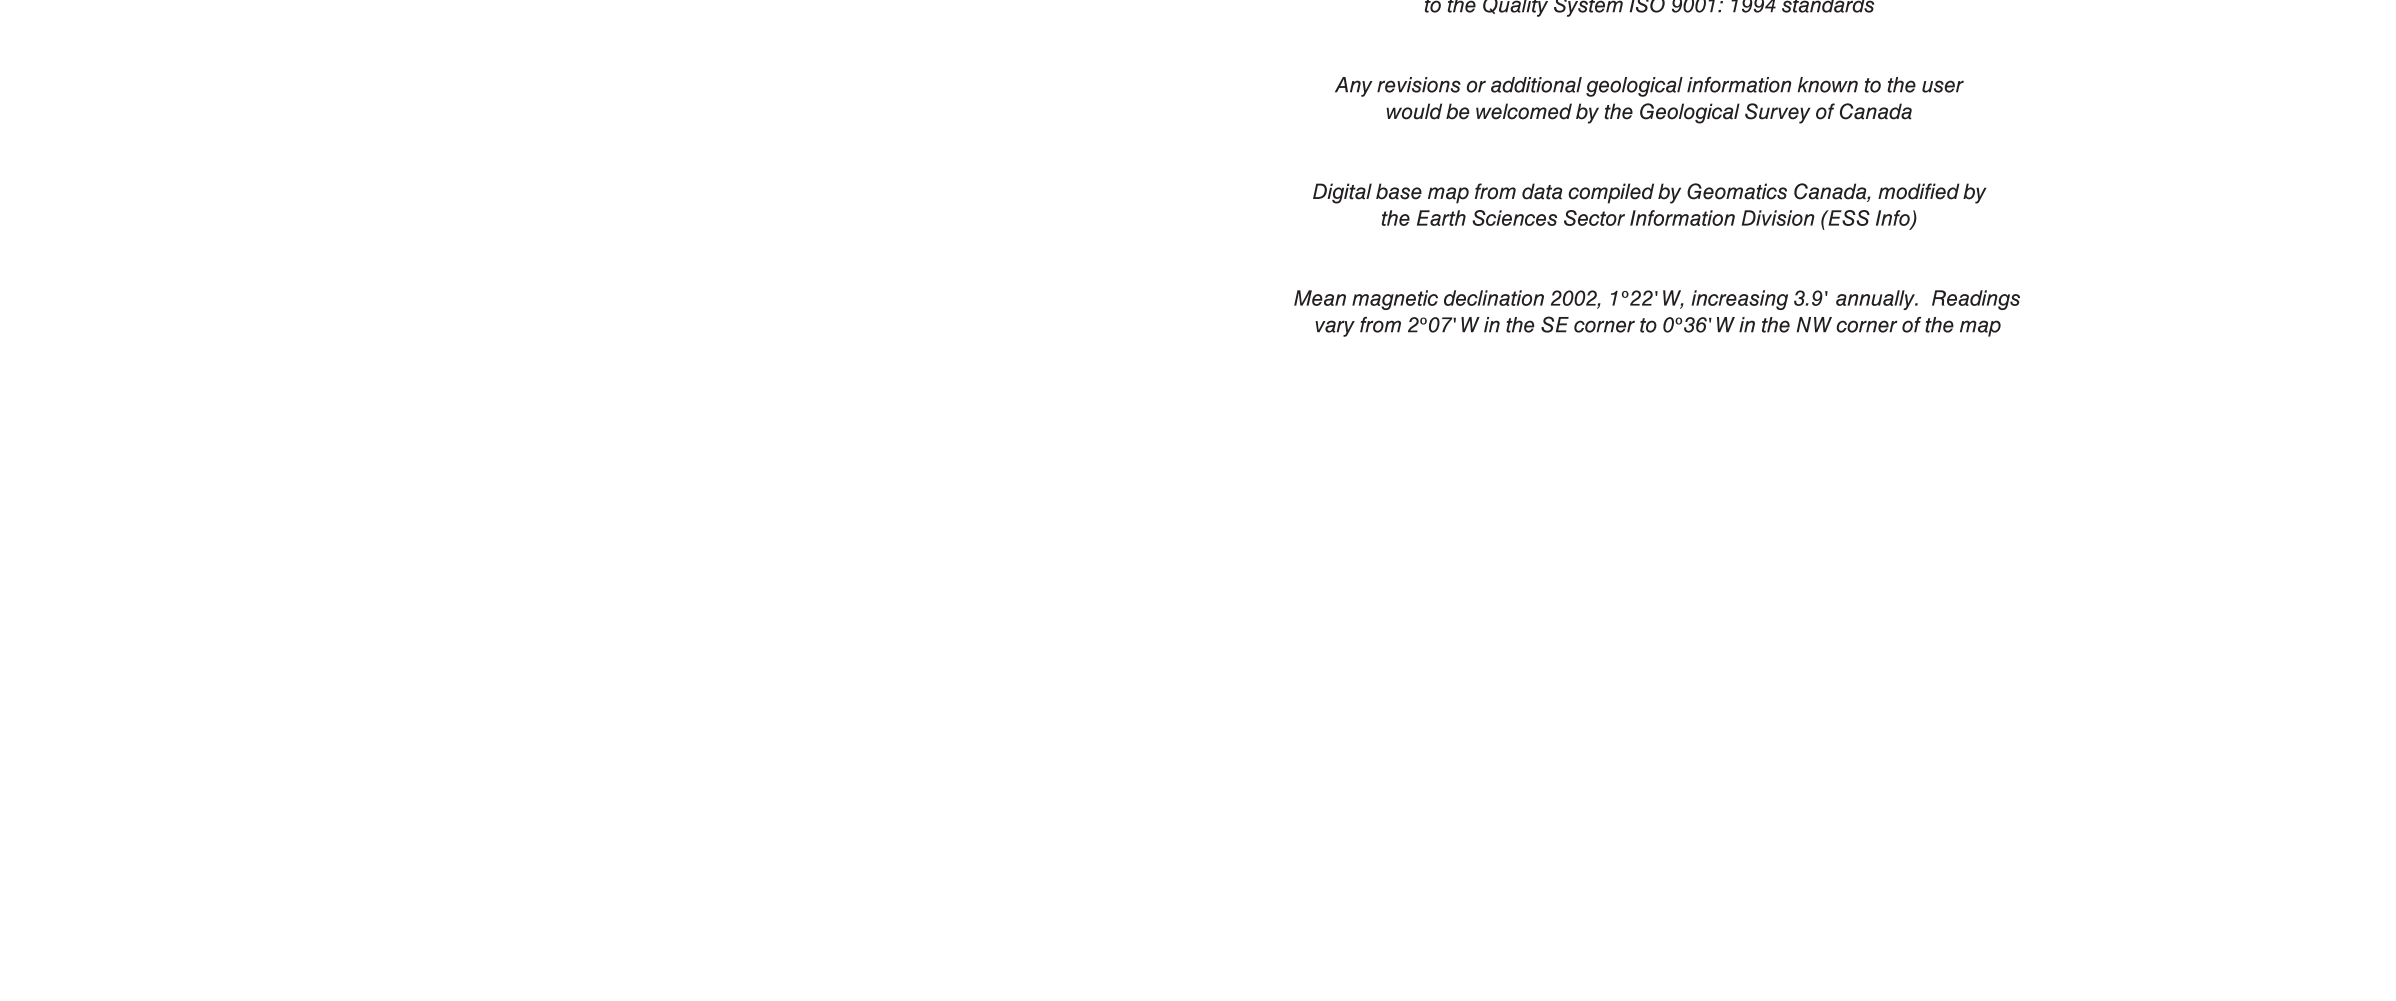 to the Quality System ISO 9001: 1994 standards
Any revisions or additional geological information known to the user
would be welcomed by the Geological Survey of Canada
Digital base map from data compiled by Geomatics Canada, modified by
the Earth Sciences Sector Information Division (ESS Info)
Mean magnetic declination 2002, 1°22' W, increasing 3.9' annually.  Readings
vary from 2°07' W in the SE corner to 0°36' W in the NW corner of the map